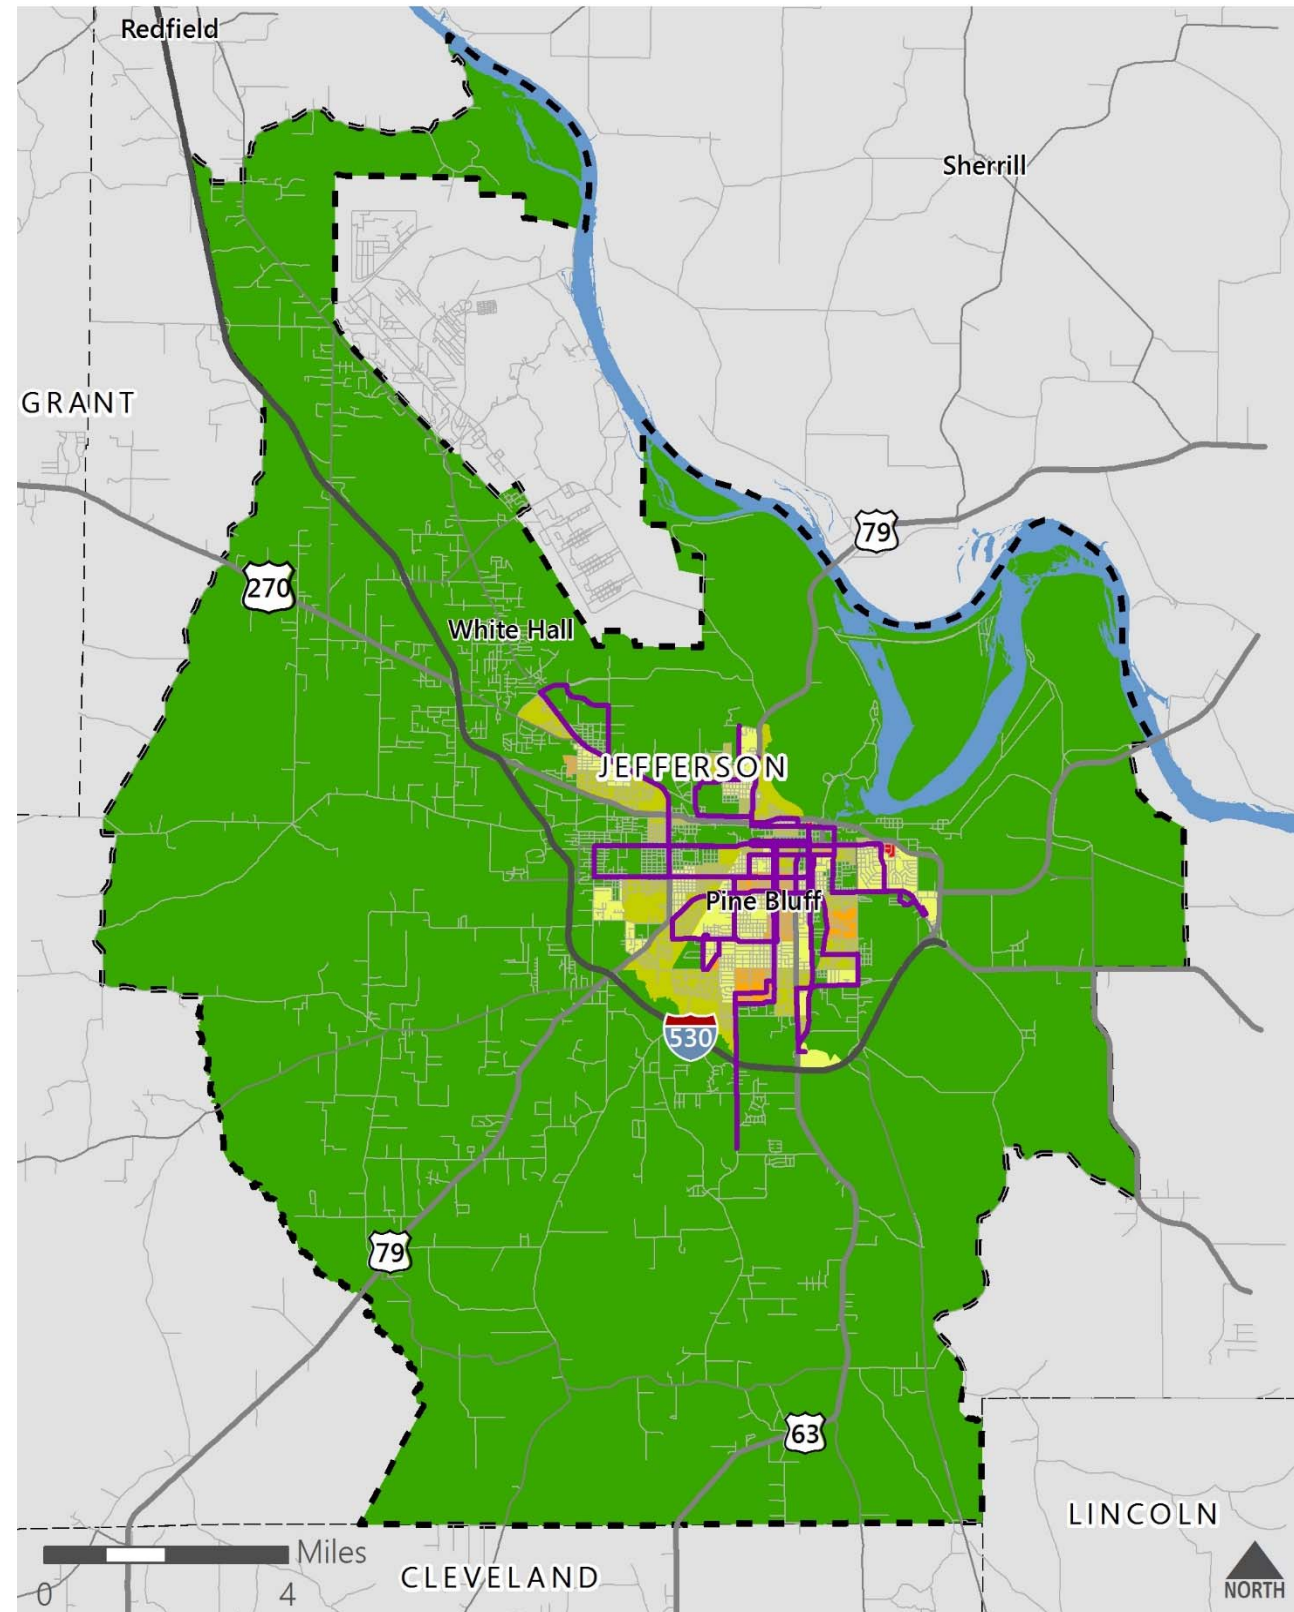 Redfield
Sherrill
GRANT
79
270
White Hall
JEFFERSON
Pine Bluff
530
79
63
LINCOLN
Miles
0 4
CLEVELAND
NORTH